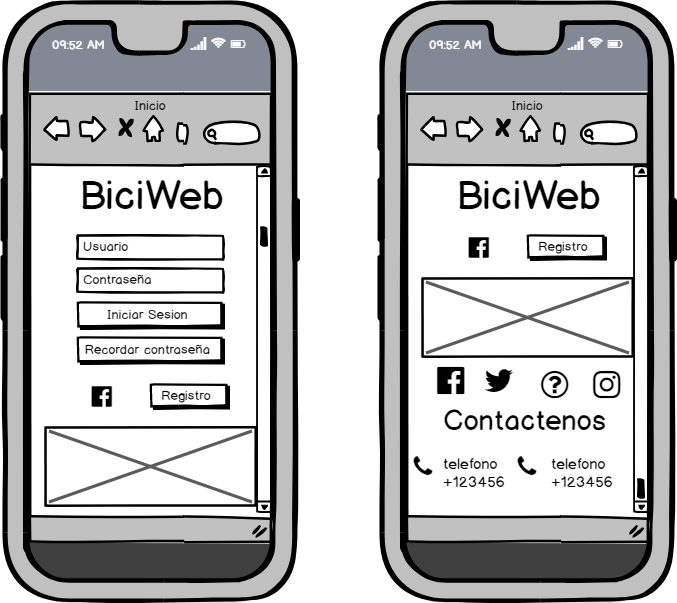 09:52 AM
Inicio
BiciWeb
Usuario
Contraseña
Iniciar Sesion
Recordar contraseña
Registro
09:52 AM
Inicio
BiciWeb
Registro
?
Contactenos
telefono
+123456
telefono
+123456